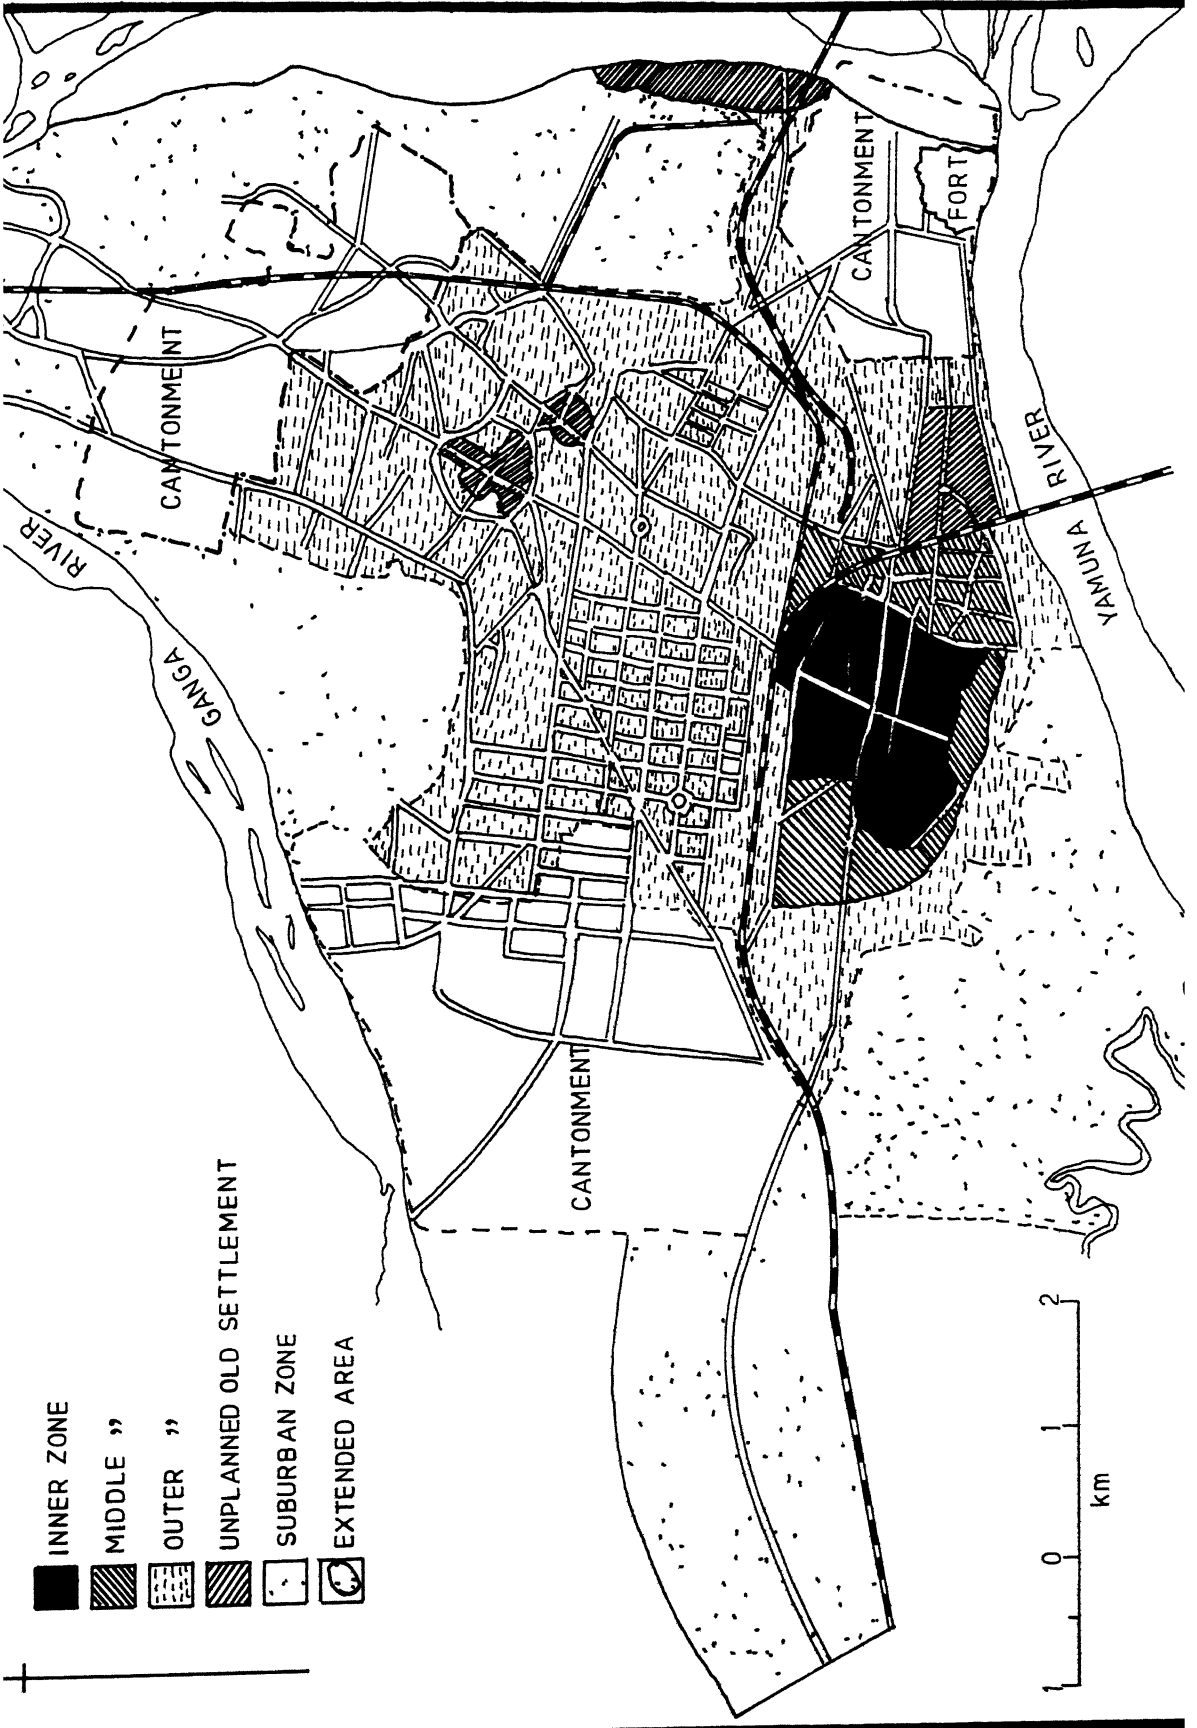 INNER ZONE
MIDDLE ”
OUTER ”
UNPLANNED OLD SETTLEMENT
SUBURBAN ZONE
EXTENDED AREA
RIVER
GANGA
CANTONMENT
CANTONMENT
CANTONMENT
FORT
YAMUNA RIVER
1 0 1 2
km